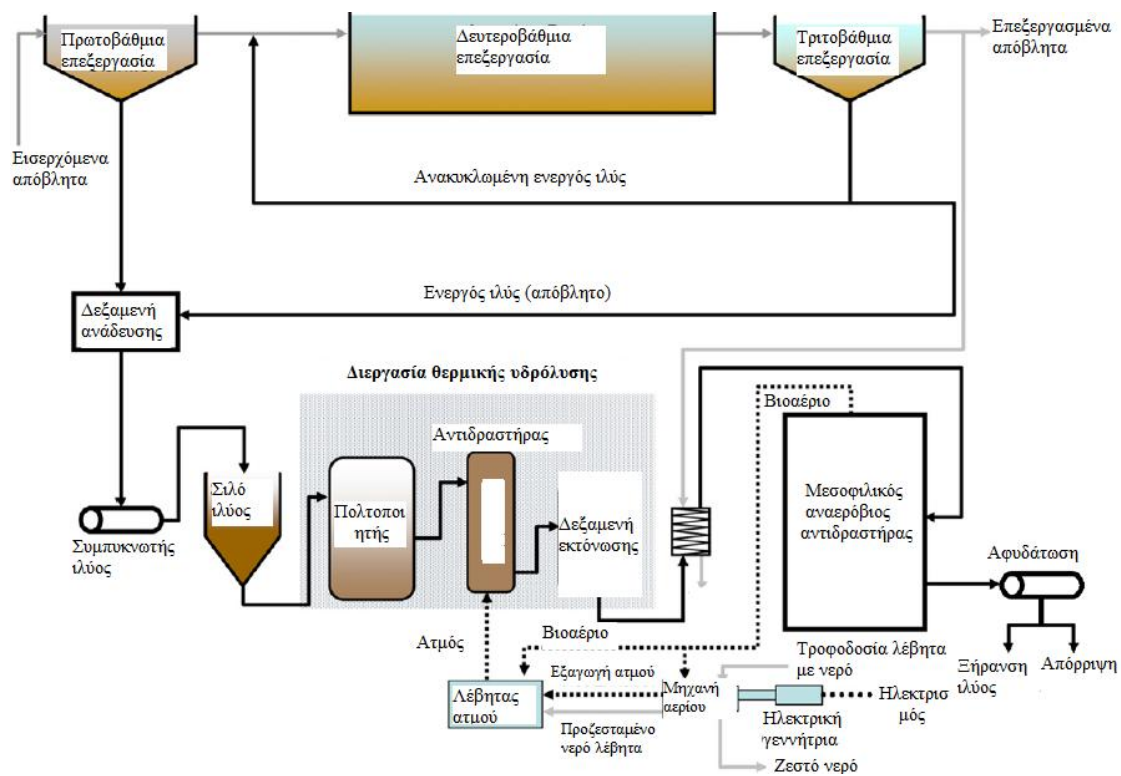 Πρωτοβάθμια
επεξεργασία
Δευτεροβάθμια
επεξεργασία
Τριτοβάθμια
επεξεργασία
Επεξεργασμένα
απόβλητα
Εισερχόμενα
απόβλητα
Ανακυκλωμένη ενεργός ιλύς
Ενεργός ιλύς (απόβλητο)
Δεξαμενή
ανάδευσης
Διεργασία θερμικής υδρόλυσης
Βιοαέριο
Αντιδραστήρας
Σιλό
ιλύος
Πολτοποι
ητής
Δεξαμενή
εκτόνωσης
Μεσοφιλικός
αναερόβιος
αντιδραστήρας
Συμπυκνωτής
ιλύος
Αφυδάτωση
Ατμός
Βιοαέριο
Τροφοδοσία λέβητα
με νερό
Ξήρανση
ιλύος
Απόρριψη
Εξαγωγή ατμού
Λέβητας
ατμού
Μηχανή
αερίου
Ηλεκτρισ
μός
Προζεσταμένο
νερό λέβητα
Ηλεκτρική
γεννήτρια
Ζεστό νερό